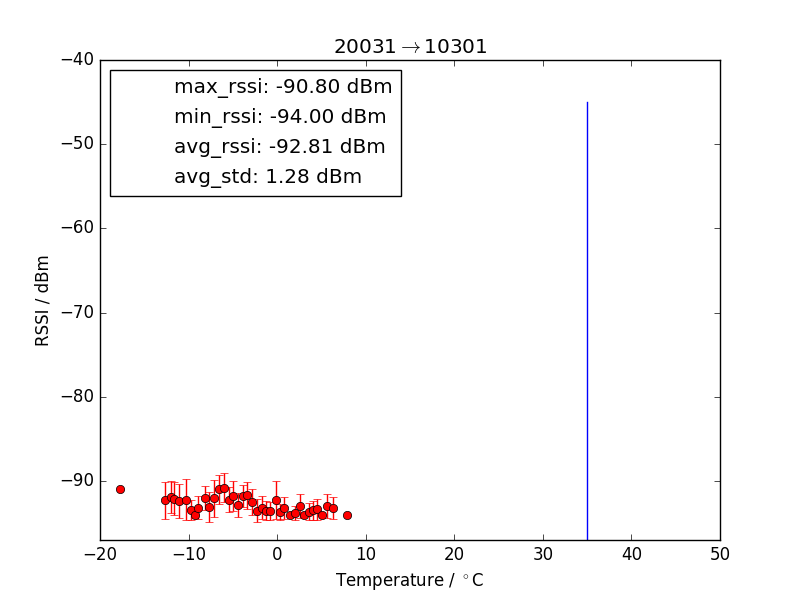 20031→10301
max_rssi: -90.80 dBm
min_rssi: -94.00 dBm
avg_rssi: -92.81 dBm
avg_std: 1.28 dBm
RSSI / dBm
−40
−50
−60
−70
−80
−90
−20 −10 0 10 20 30 40 50
Temperature / °C